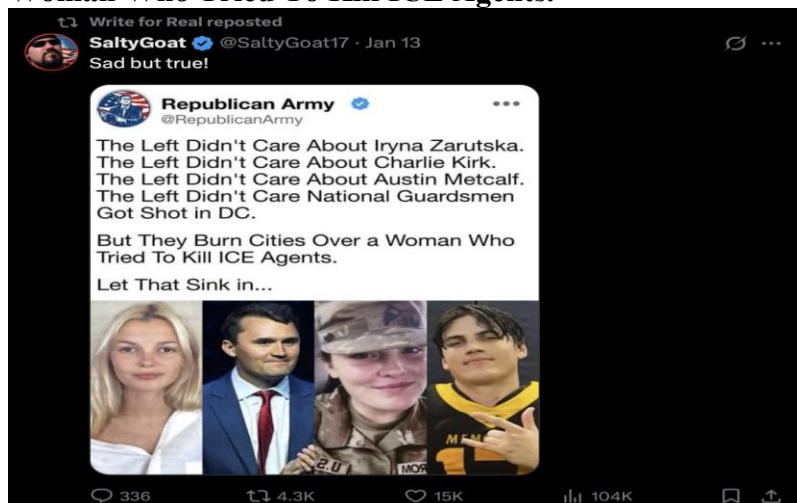 Woman Who Tried To Kill ICE Agents.
Write for Real reposted
SaltyGoat @SaltyGoat17 · Jan 13
Sad but true!
Republican Army
@RepublicanArmy
The Left Didn't Care About Iryna Zarutska.
The Left Didn't Care About Charlie Kirk.
The Left Didn't Care About Austin Metcalf.
The Left Didn't Care National Guardsmen
Got Shot in DC.
But They Burn Cities Over a Woman Who
Tried To Kill ICE Agents.
Let That Sink in...
336 4.3K 15K 104K